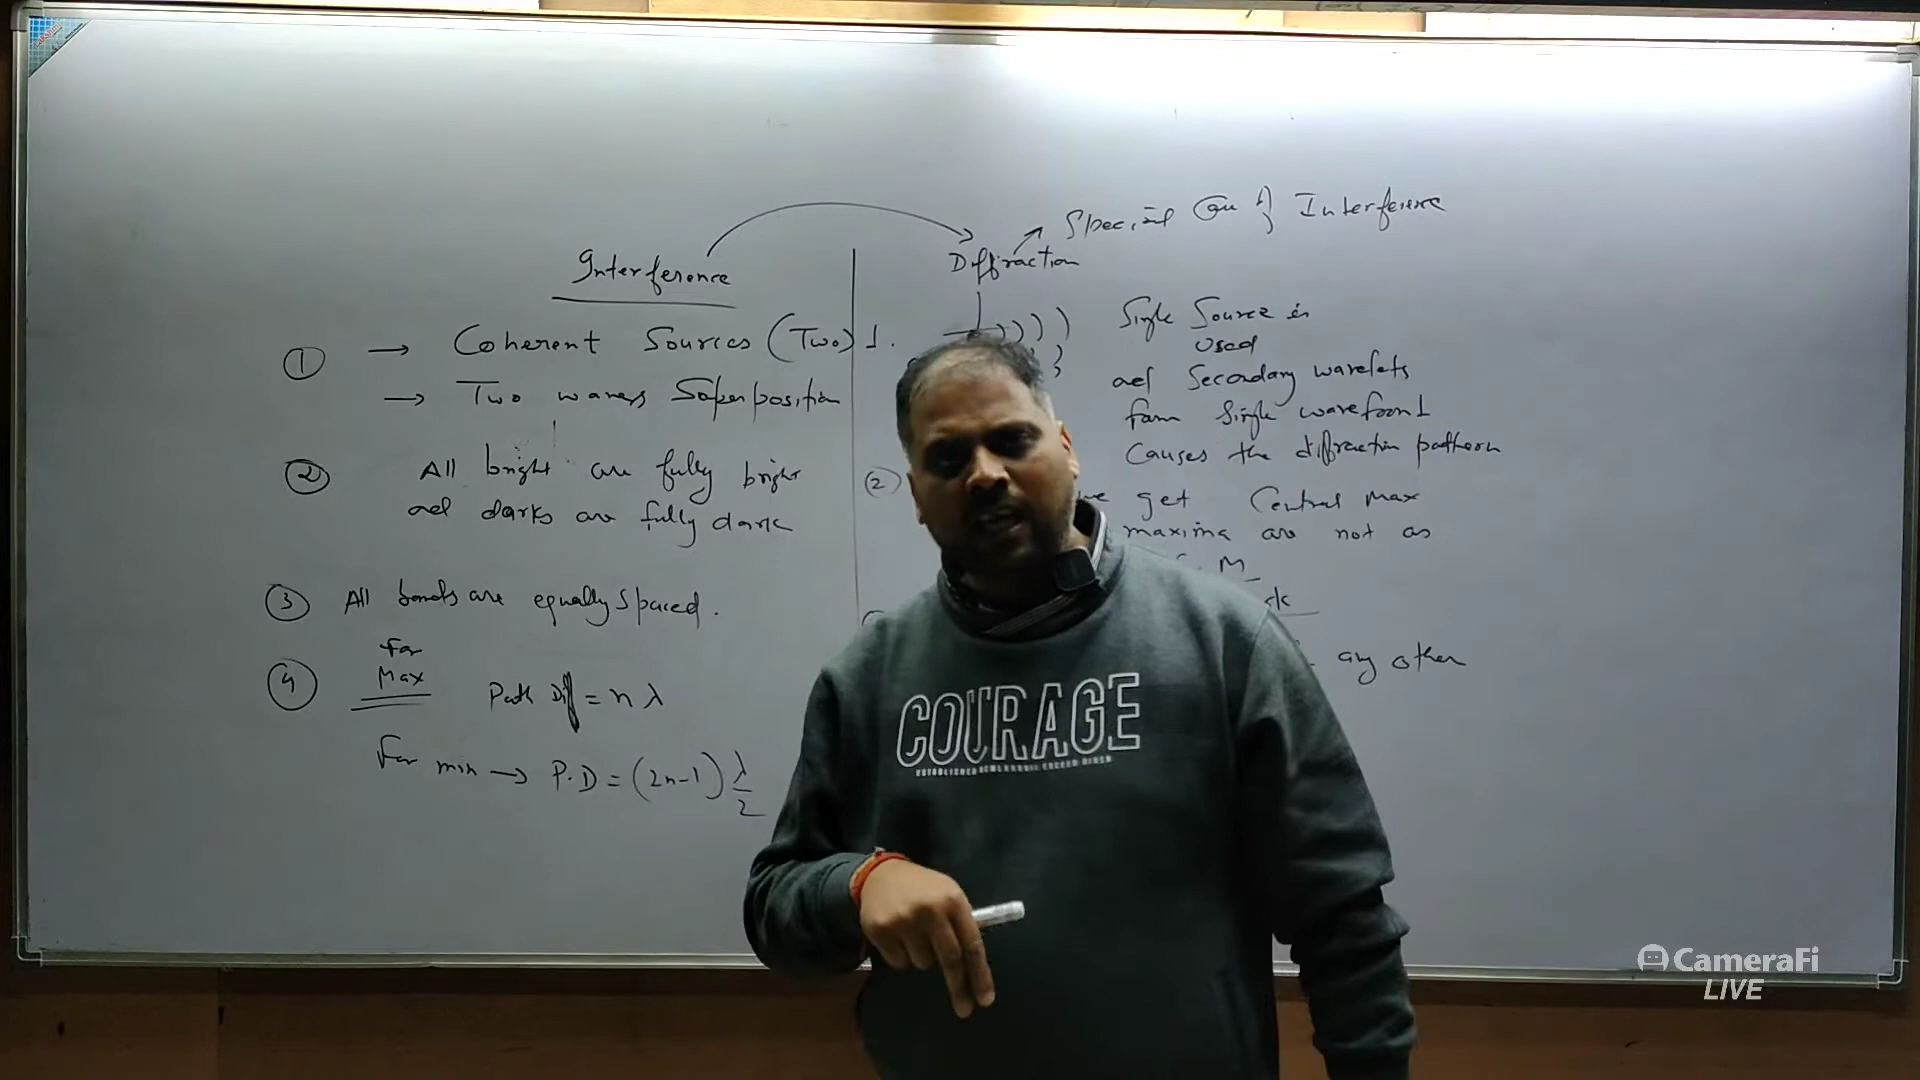 Special Case of Interference
Interference
Diffraction
① → Coherent Sources (Two)
→ Two waves Superposition
② All bright are fully bright
and darks are fully dark
③ All bands are equally spaced.
④ For
Max Path Diff = n λ
For min → P.D = (2n-1) λ/2
1. Single Source is
used
and Secondary wavelets
from single wavefront
Causes the diffraction pattern
② we get Central Max
maxima are not as
M
any other
COURAGE
CameraFi
LIVE